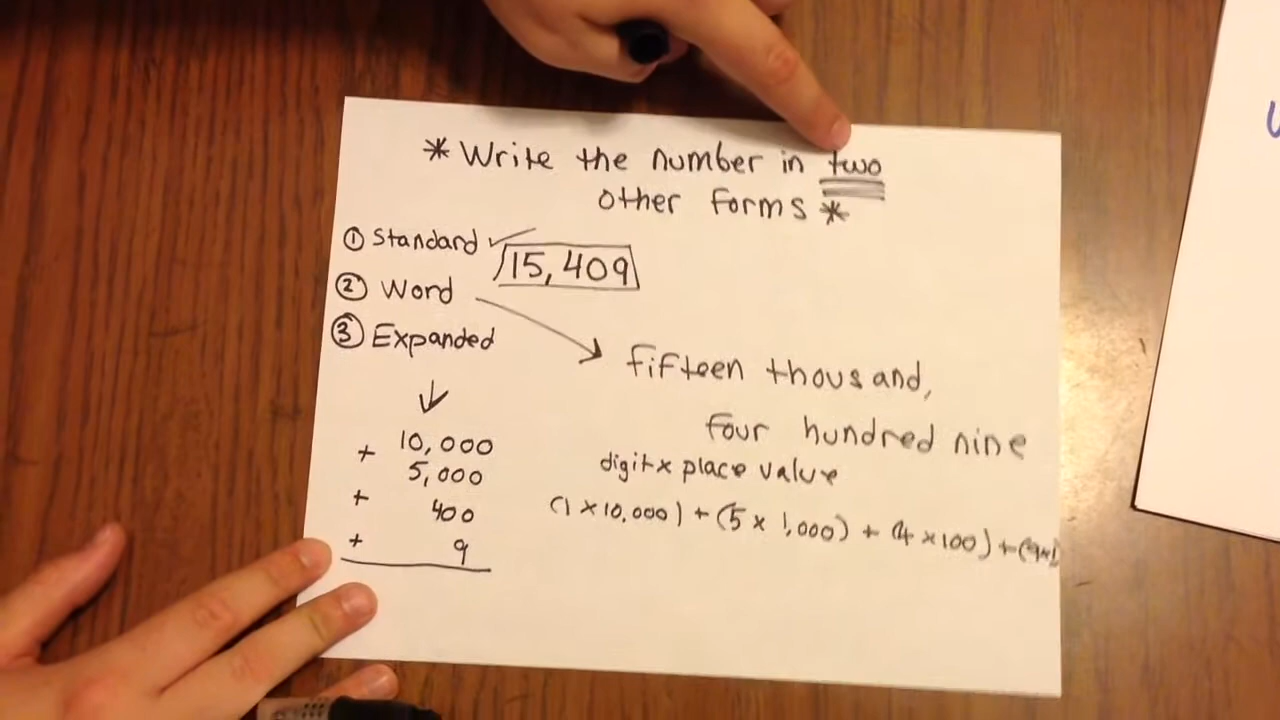 *Write the number in two
other forms *
① Standard ✓
15,409
② Word
③ Expanded
fifteen thousand,
four hundred nine
10,000
+ 5,000
+ 400
+ 9
digit x place value
(1 x 10,000) + (5 x 1,000) + (4 x 100) + (9x1)